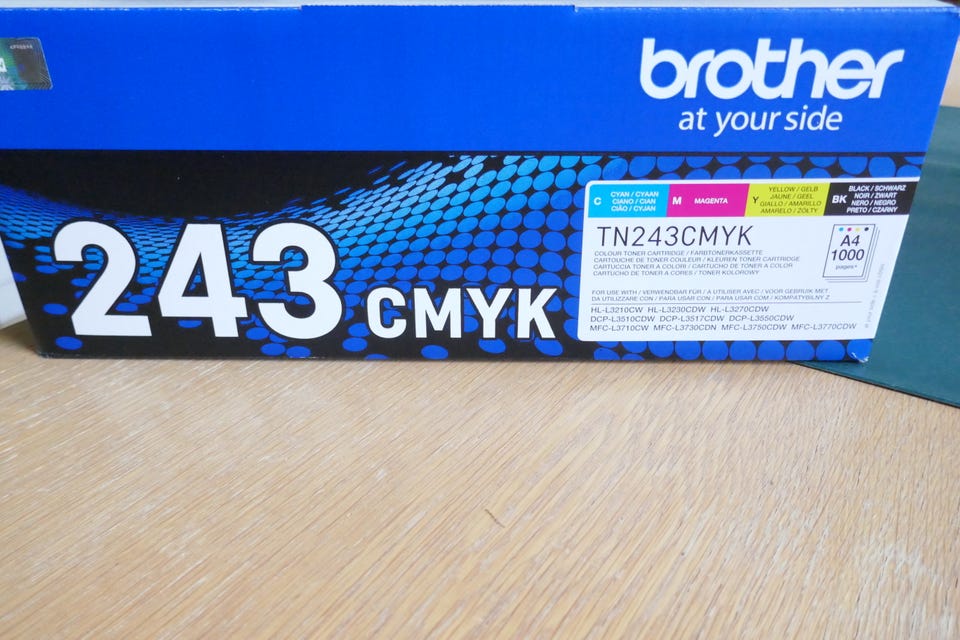 brother
at your side
243 CMYK
C
CYAN / CYAAN
CIANO / CIAN
CIÃO / CYJAN
M
MAGENTA
Y
YELLOW / GELB
JAUNE / GEEL
GIALLO / AMARILLO
AMARELO / ŻÓŁTY
BK
BLACK / SCHWARZ
NOIR / ZWART
NERO / NEGRO
PRETO / CZARNY
TN243CMYK
COLOUR TONER CARTRIDGE / FARBTONERKASSETTE
CARTOUCHE DE TONER COULEUR / KLEUREN TONER CARTRIDGE
CARTUCCIA TONER A COLORI / CARTUCHO DE TONER A COLOR
CARTUCHO DE TONER A CORES / TONER KOLOROWY
A4
1000
pages*
FOR USE WITH / VERWENDBAR FÜR / A UTILISER AVEC / VOOR GEBRUIK MET
DA UTILIZZARE CON / PARA USAR CON / PARA USAR COM / KOMPATYBILNY Z
HL-L3210CW HL-L3230CDW HL-L3270CDW
DCP-L3510CDW DCP-L3517CDW DCP-L3550CDW
MFC-L3710CW MFC-L3730CDN MFC-L3750CDW MFC-L3770CDW